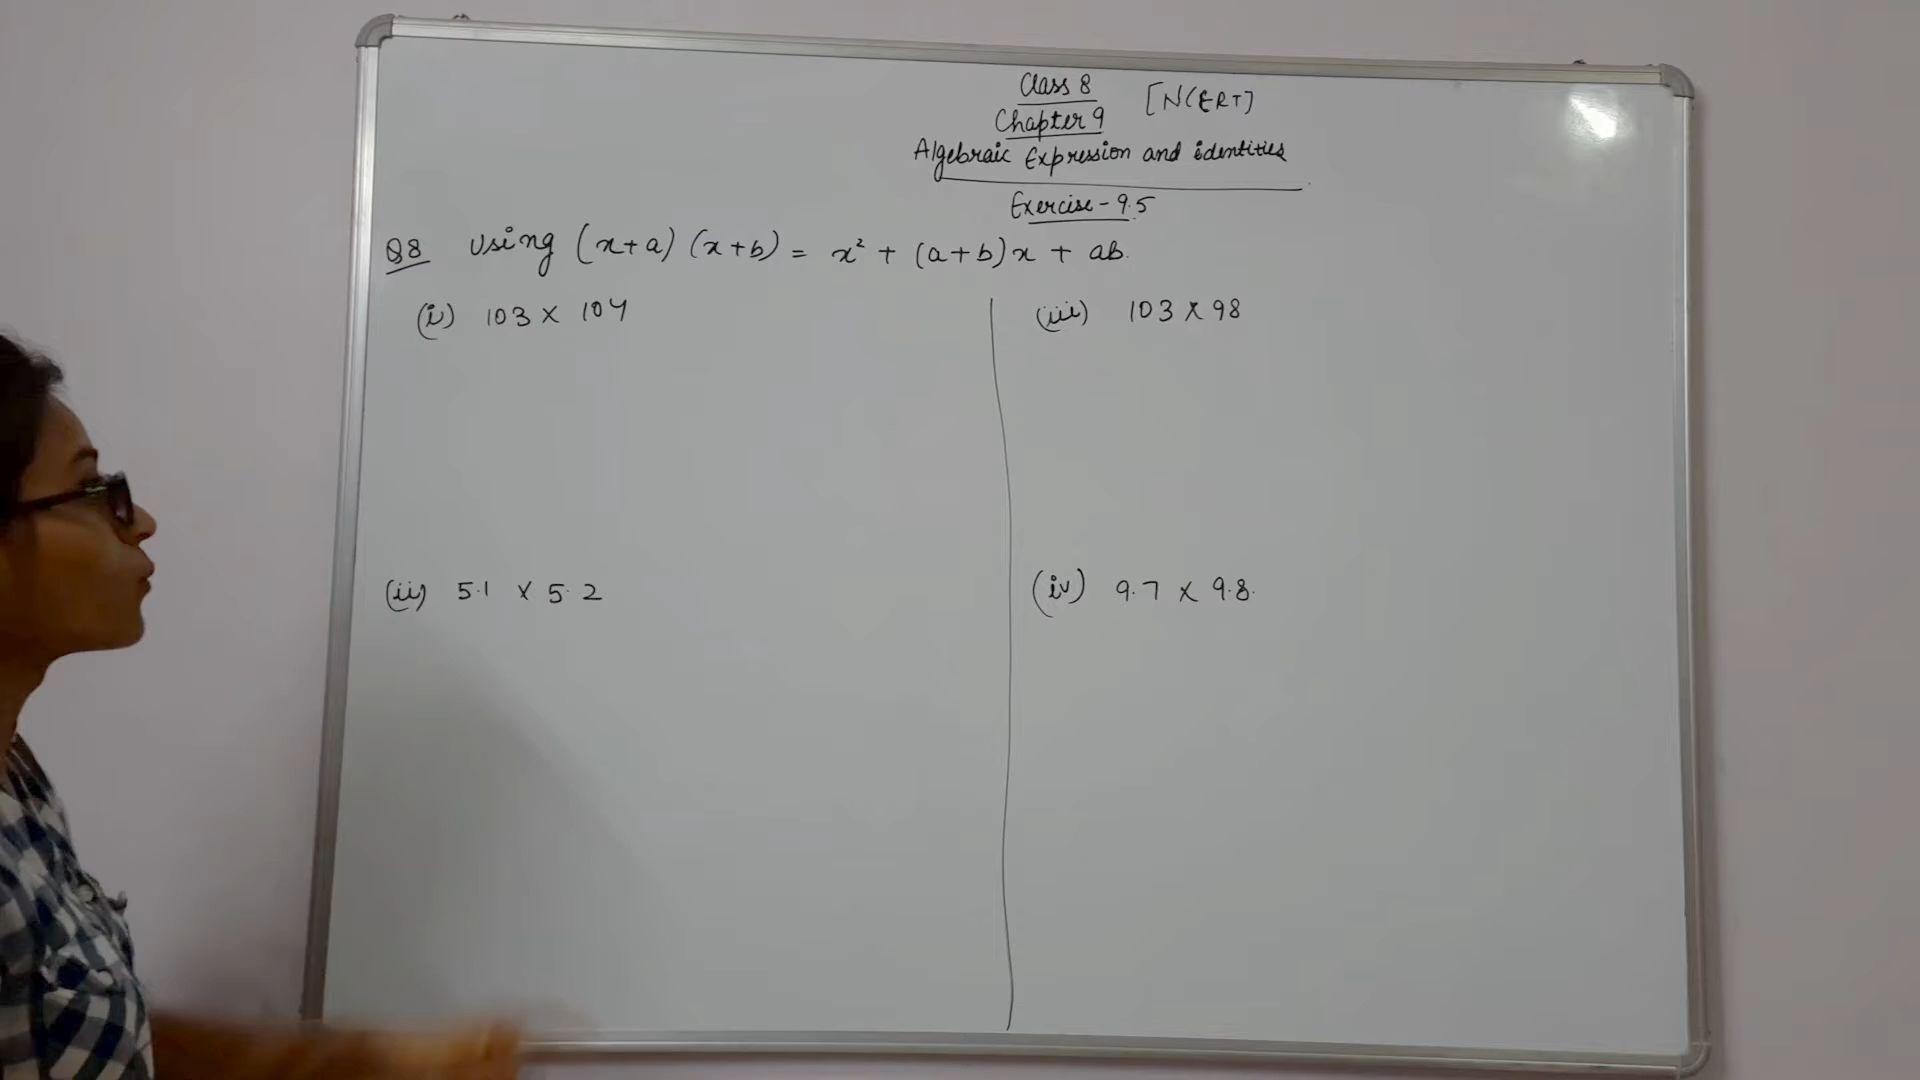 Class 8 [NCERT]
Chapter 9
Algebraic Expression and identities
Exercise - 9.5
Q8 Using (x+a) (x+b) = x² + (a+b)x + ab.
(i) 103 x 104
(iii) 103 x 98
(ii) 5.1 x 5.2
(iv) 9.7 x 9.8.